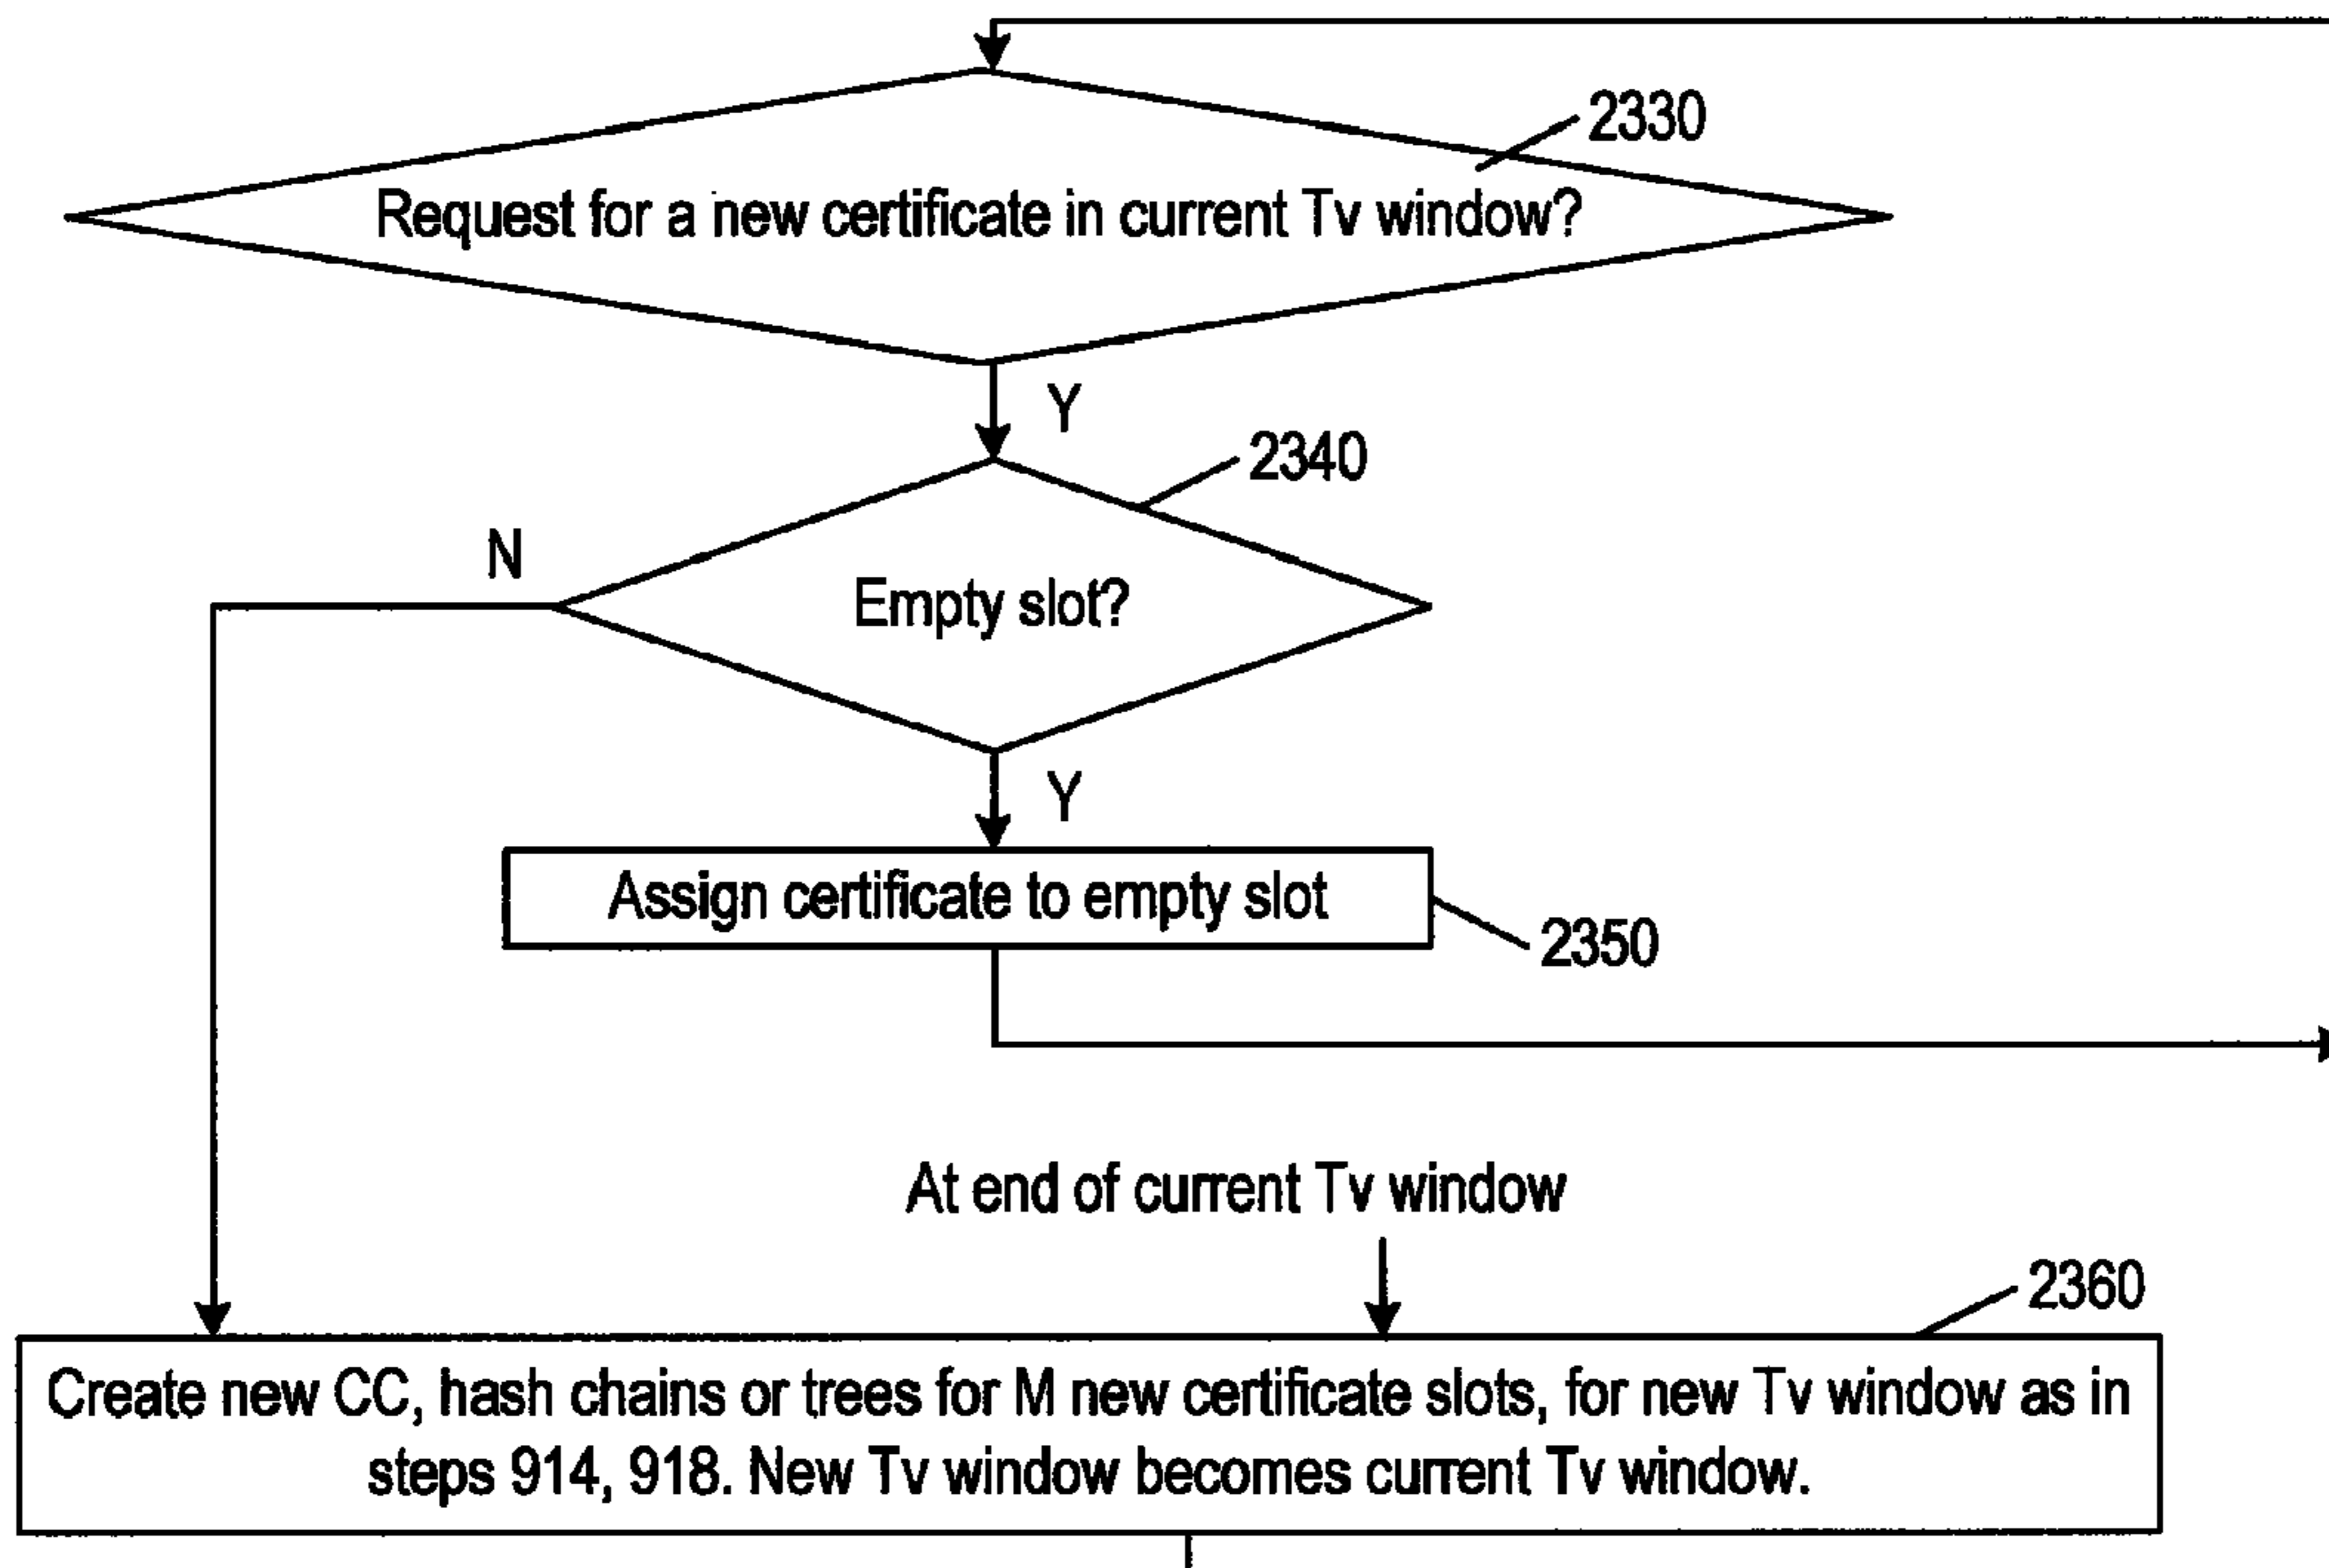 2330
Request for a new certificate in current Tv window?
Y
2340
N
Empty slot?
Y
Assign certificate to empty slot
2350
At end of current Tv window
2360
Create new CC, hash chains or trees for M new certificate slots, for new Tv window as in
steps 914, 918. New Tv window becomes current Tv window.